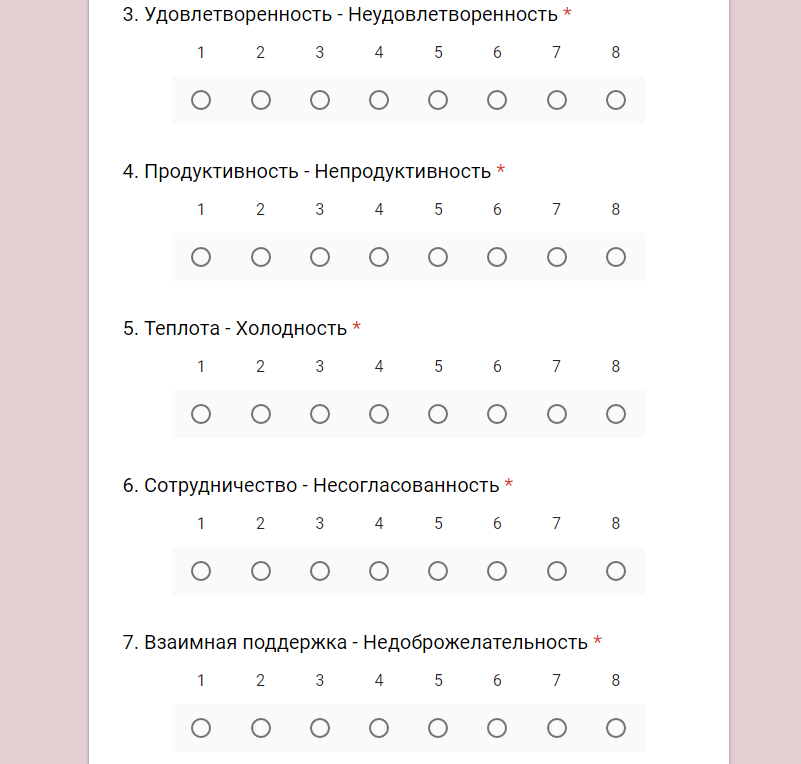 3. Удовлетворенность - Неудовлетворенность *
1 2 3 4 5 6 7 8
4. Продуктивность - Непродуктивность *
1 2 3 4 5 6 7 8
5. Теплота - Холодность *
1 2 3 4 5 6 7 8
6. Сотрудничество - Несогласованность *
1 2 3 4 5 6 7 8
7. Взаимная поддержка - Недоброжелательность *
1 2 3 4 5 6 7 8